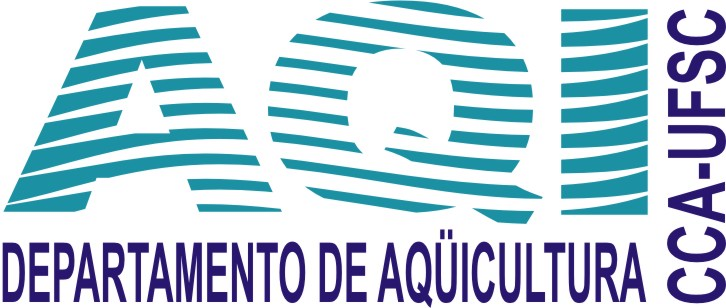 AQI
DEPARTAMENTO DE AQÜICULTURA
CCA-UFSC